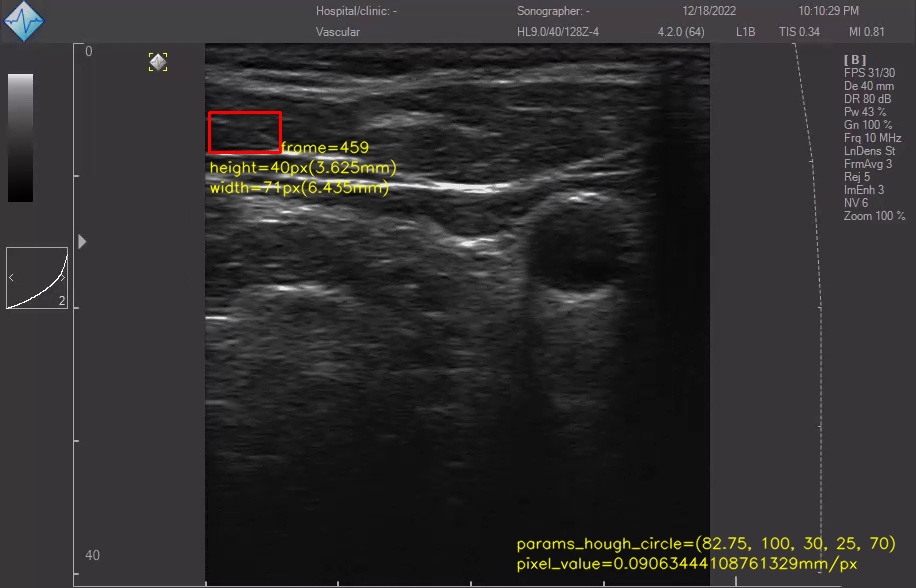 Hospital/clinic: -
Sonographer: -
12/18/2022
10:10:29 PM
Vascular
HL9.0/40/128Z-4
4.2.0 (64)
L1B
TIS 0.34
MI 0.81
0
[ B ]
FPS 31/30
De 40 mm
DR 80 dB
Pw 43 %
Gn 100 %
Frq 10 MHz
LnDens St
FrmAvg 3
Rej 5
ImEnh 3
NV 6
Zoom 100 %
frame=459
height=40px(3.625mm)
width=71px(6.435mm)
2
40
params_hough_circle=(82.75, 100, 30, 25, 70)
pixel_value=0.09063444108761329mm/px